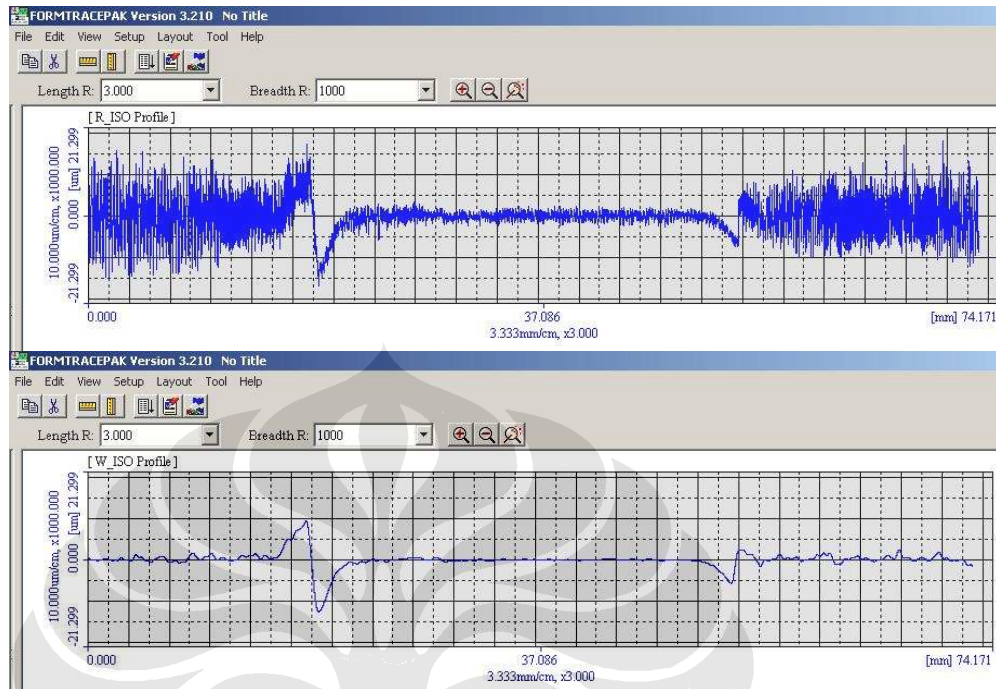 FORMTRACEPAK Version 3.210 No Title
File Edit View Setup Layout Tool Help
Length R: 3.000 Breadth R: 1000
[ R_ISO Profile ]
10.000um/cm, x1000.000
-21.299 0.000 [um] 21.299
0.000 37.086 [mm] 74.171
3.333mm/cm, x3.000
FORMTRACEPAK Version 3.210 No Title
File Edit View Setup Layout Tool Help
Length R: 3.000 Breadth R: 1000
[ W_ISO Profile ]
10.000um/cm, x1000.000
-21.299 0.000 [um] 21.299
0.000 37.086 [mm] 74.171
3.333mm/cm, x3.000